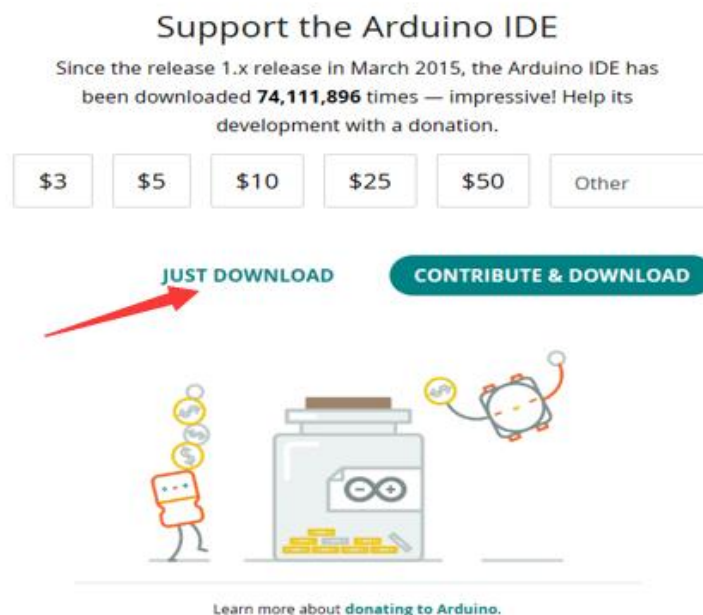 Support the Arduino IDE
Since the release 1.x release in March 2015, the Arduino IDE has
been downloaded 74,111,896 times — impressive! Help its
development with a donation.
$3 $5 $10 $25 $50 Other
JUST DOWNLOAD CONTRIBUTE & DOWNLOAD
Learn more about donating to Arduino.